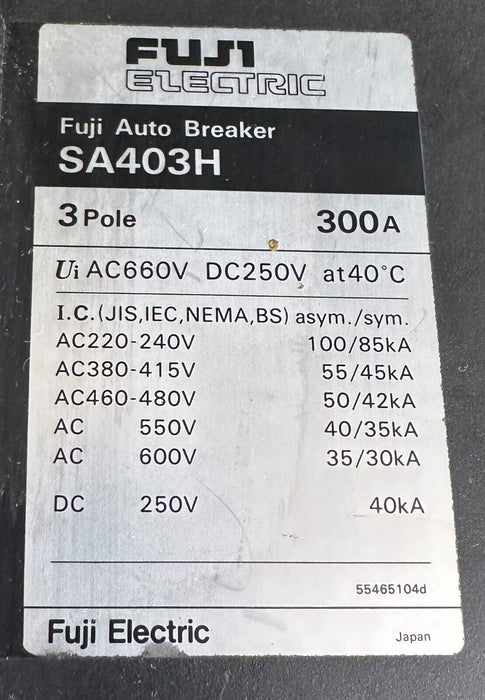 FUJI
ELECTRIC
Fuji Auto Breaker
SA403H
3 Pole 300A
Ui AC660V DC250V at 40°C
I.C.(JIS,IEC,NEMA,BS) asym./sym.
AC220-240V 100/85kA
AC380-415V 55/45kA
AC460-480V 50/42kA
AC 550V 40/35kA
AC 600V 35/30kA
DC 250V 40kA
55465104d
Fuji Electric Japan